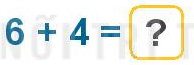 6 + 4 = ?